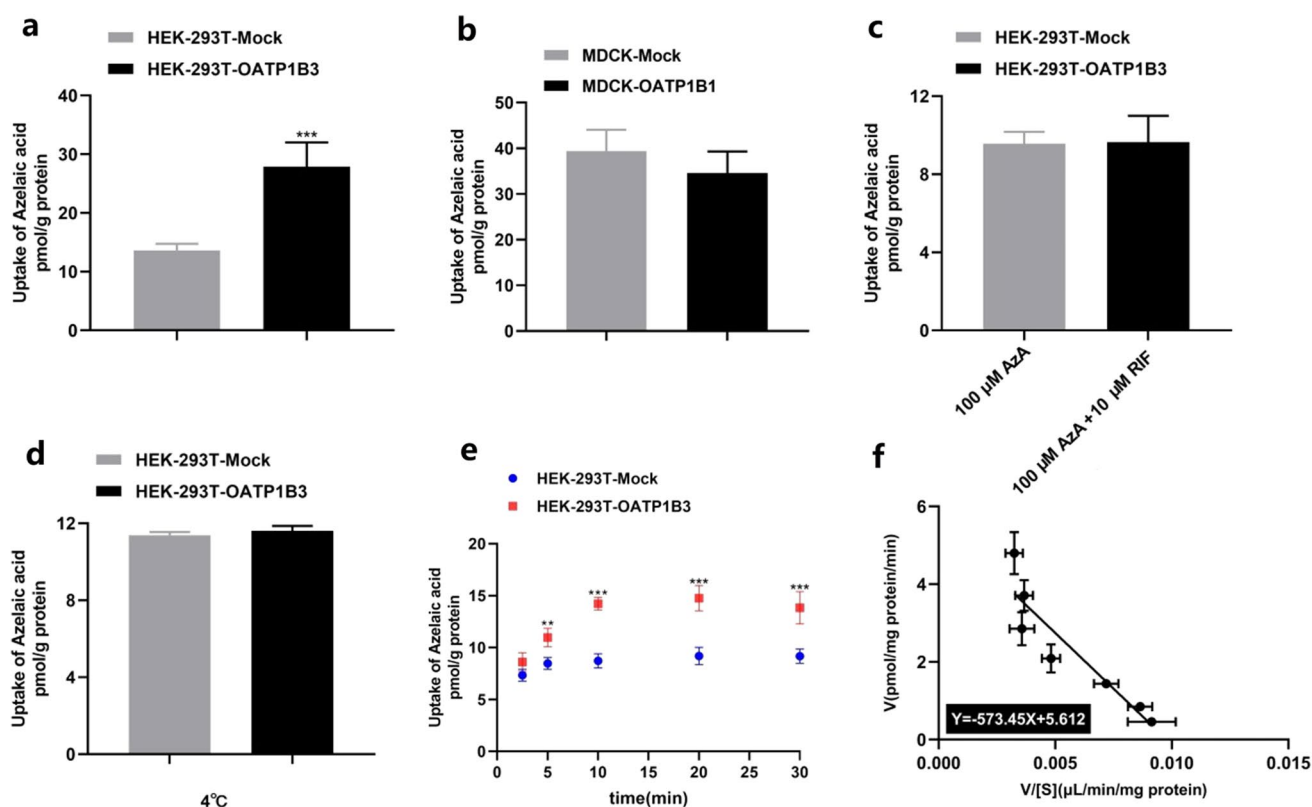 a
HEK-293T-Mock
HEK-293T-OATP1B3
Uptake of Azelaic acid
pmol/g protein
40
30
20
10
0
***
b
MDCK-Mock
MDCK-OATP1B1
Uptake of Azelaic acid
pmol/g protein
50
40
30
20
10
0
c
HEK-293T-Mock
HEK-293T-OATP1B3
Uptake of Azelaic acid
pmol/g protein
12
9
6
3
0
100 μM AzA
100 μM AzA +10 μM RIF
d
HEK-293T-Mock
HEK-293T-OATP1B3
Uptake of Azelaic acid
pmol/g protein
12
9
6
3
0
4℃
e
HEK-293T-Mock
HEK-293T-OATP1B3
Uptake of Azelaic acid
pmol/g protein
20
15
10
5
0
**
***
***
***
0 5 10 15 20 25 30
time(min)
f
V(pmol/mg protein/min)
6
4
2
0
Y=-573.45X+5.612
0.000 0.005 0.010 0.015
V/[S](μL/min/mg protein)